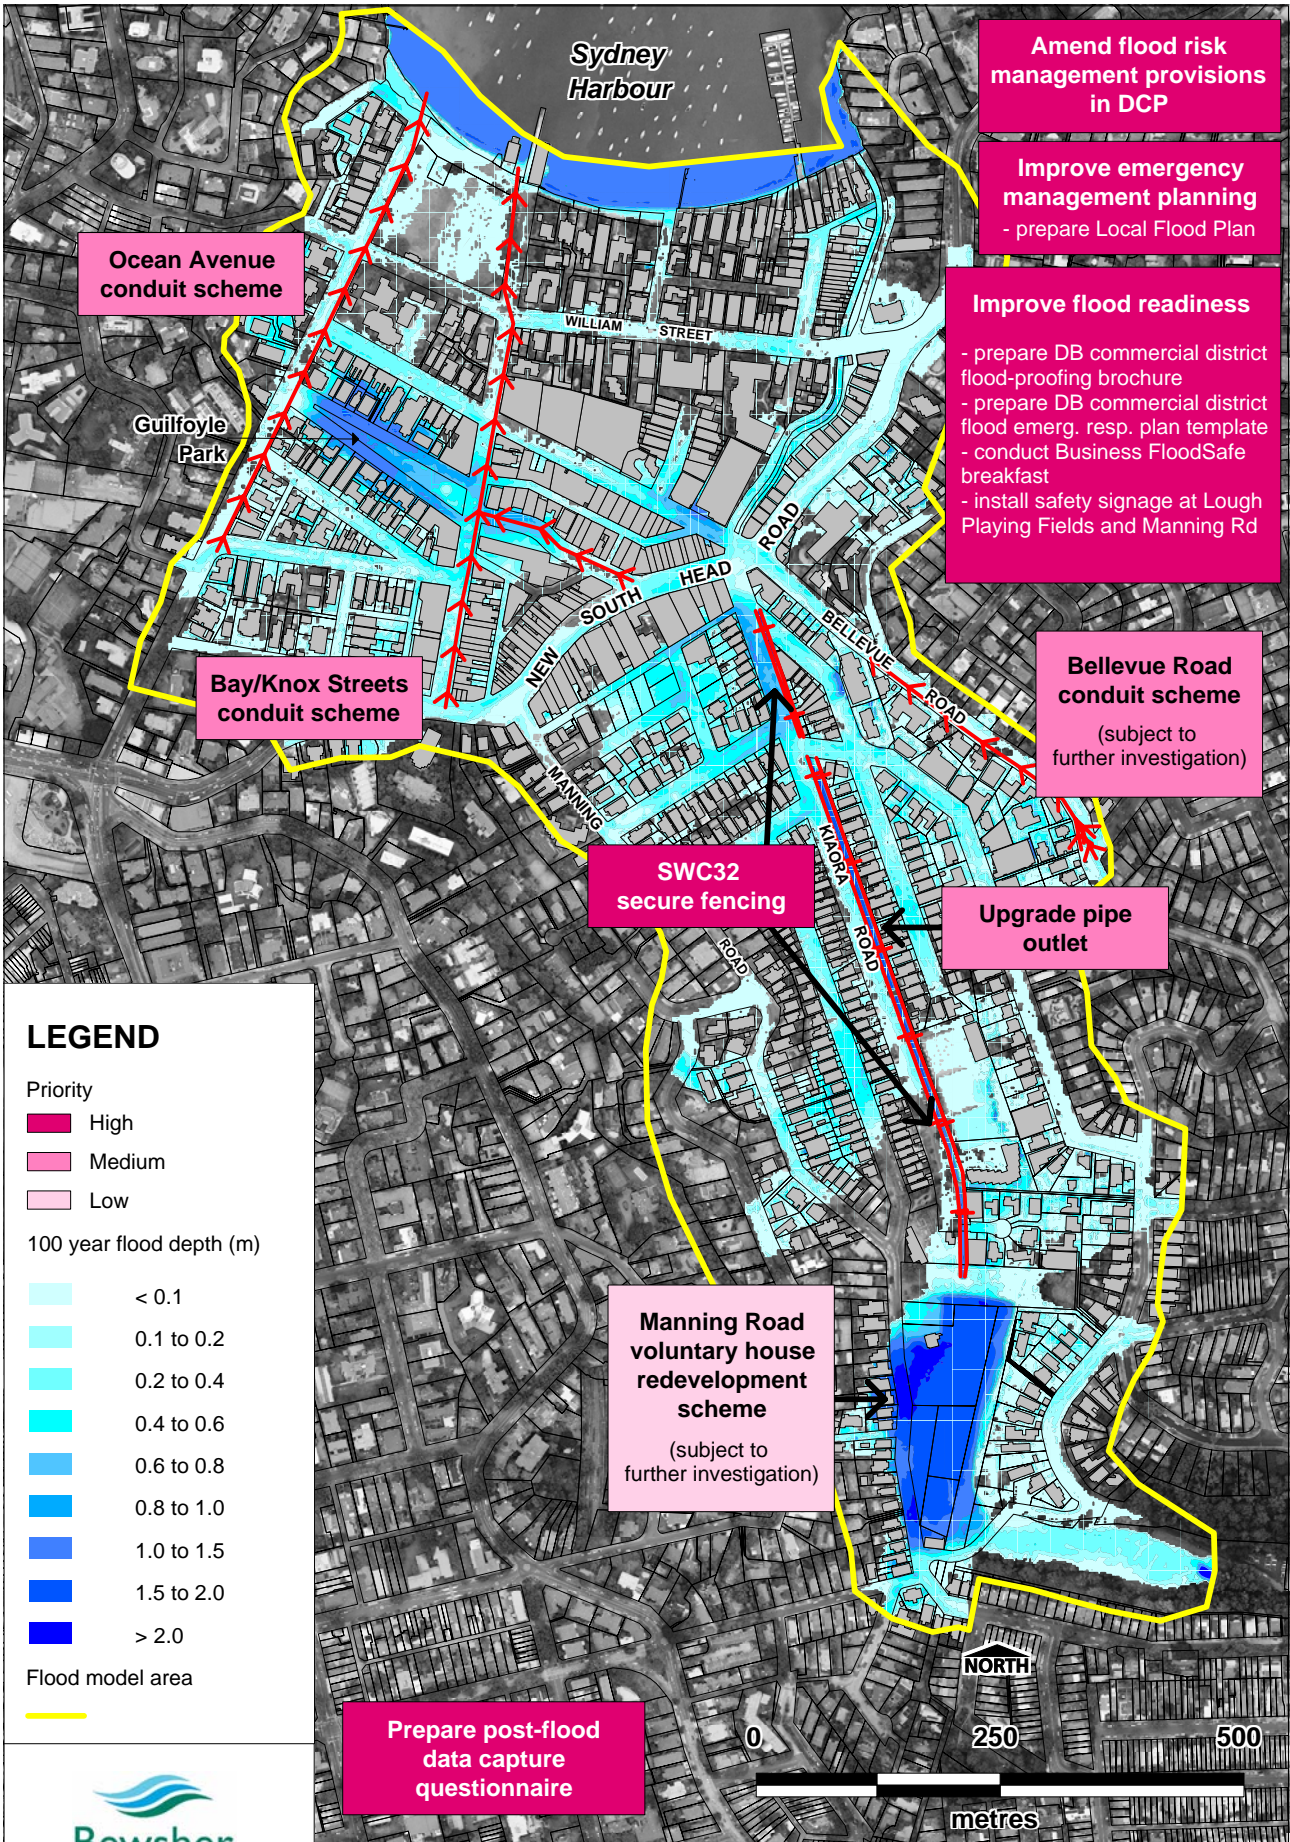 Sydney
Harbour
Amend flood risk
management provisions
in DCP
Improve emergency
management planning
- prepare Local Flood Plan
Improve flood readiness
- prepare DB commercial district
flood-proofing brochure
- prepare DB commercial district
flood emerg. resp. plan template
- conduct Business FloodSafe
breakfast
- install safety signage at Lough
Playing Fields and Manning Rd
Ocean Avenue
conduit scheme
WILLIAM STREET
Guilfoyle
Park
NEW SOUTH HEAD ROAD
BELLEVUE ROAD
Bay/Knox Streets
conduit scheme
Bellevue Road
conduit scheme
(subject to
further investigation)
MANNING ROAD
KIAORA ROAD
SWC32
secure fencing
Upgrade pipe
outlet
Manning Road
voluntary house
redevelopment
scheme
(subject to
further investigation)
LEGEND
Priority
High
Medium
Low
100 year flood depth (m)
< 0.1
0.1 to 0.2
0.2 to 0.4
0.4 to 0.6
0.6 to 0.8
0.8 to 1.0
1.0 to 1.5
1.5 to 2.0
> 2.0
Flood model area
NORTH
Prepare post-flood
data capture
questionnaire
0 250 500
metres
Bewsher